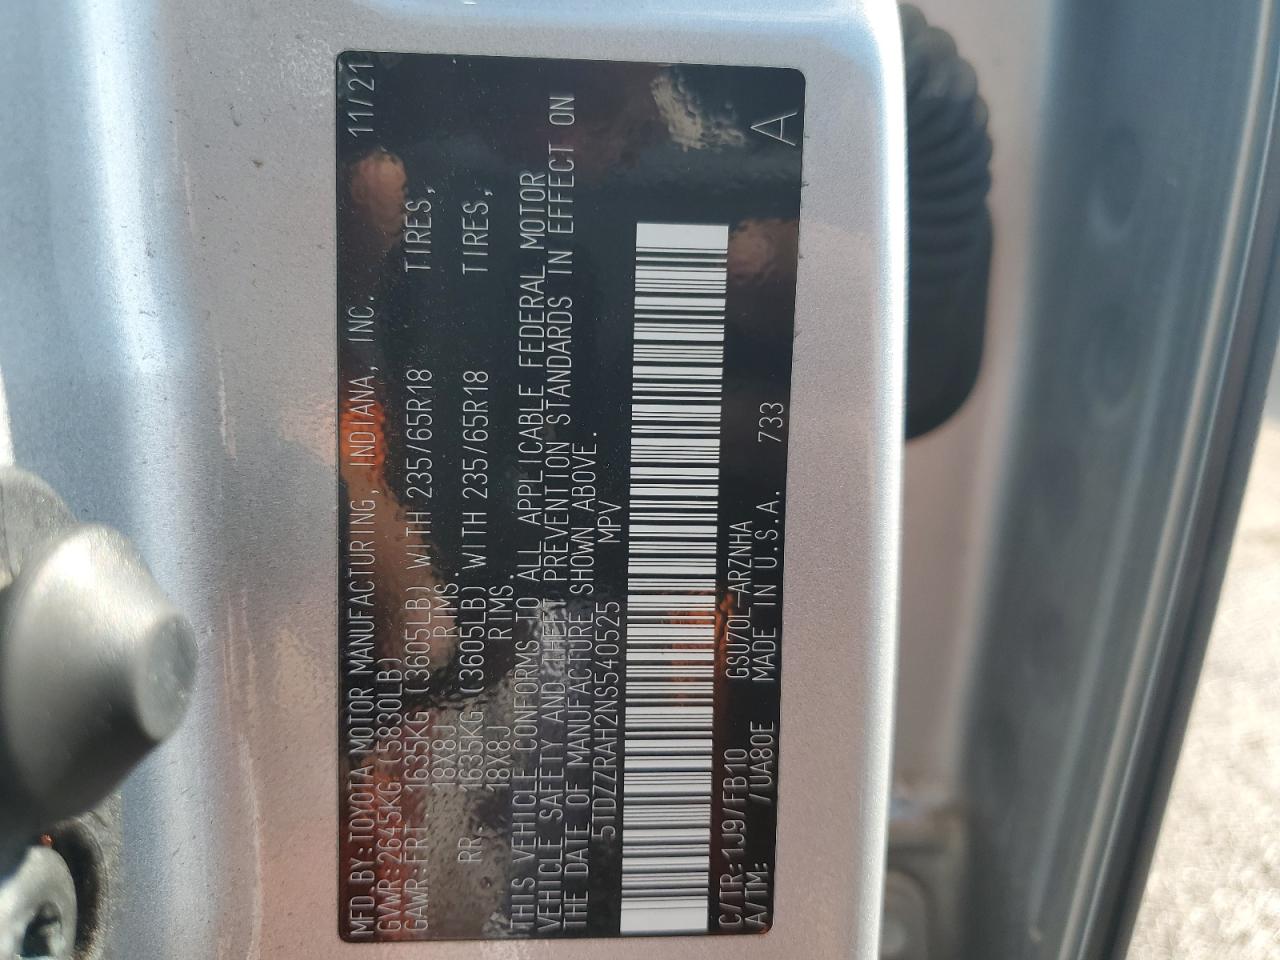 MFD.BY:TOYOTA MOTOR MANUFACTURING, INDIANA, INC. 11/21
GVWR:2645KG(5830LB)
GAWR:FRT 1635KG(3605LB) WITH 235/65R18 TIRES,
18X8J RIMS.
RR- 1635KG(3605LB) WITH 235/65R18 TIRES,
18X8J RIMS.
THIS VEHICLE CONFORMS TO ALL APPLICABLE FEDERAL MOTOR
VEHICLE SAFETY AND THEFT PREVENTION STANDARDS IN EFFECT ON
THE DATE OF MANUFACTURE SHOWN ABOVE.
5TDZZRAH2NS540525 MPV
C/TR:1J9/FB10 GSU70L-ARZNHA
A/TM: /UA80E MADE IN U.S.A. 733 A